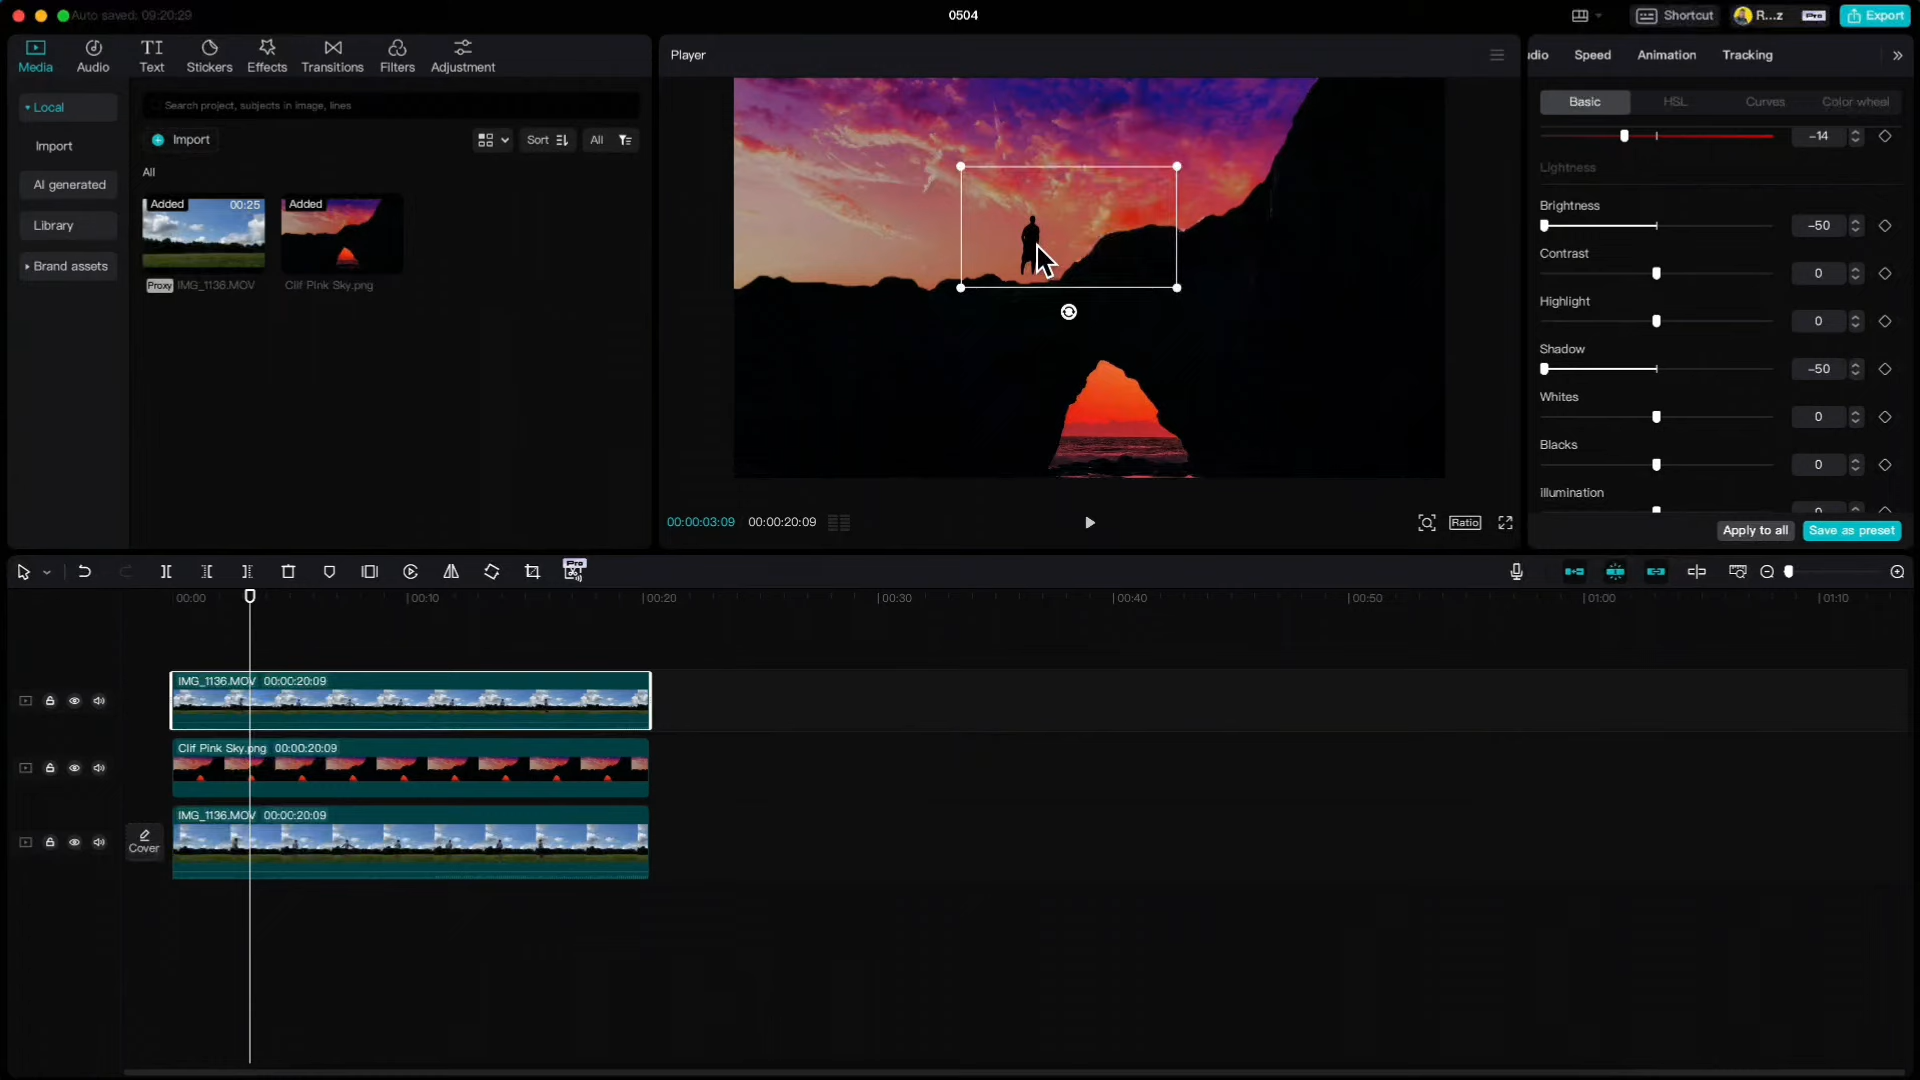 Auto saved: 09:20:29
0504
Shortcut
R...z
Pro
Export
Media
Audio
Text
Stickers
Effects
Transitions
Filters
Adjustment
Local
Import
AI generated
Library
Brand assets
Search project, subjects in image, lines
Import
Sort
All
All
Added
00:25
Added
Proxy
IMG_1136.MOV
Clif Pink Sky.png
Player
00:00:03:09
00:00:20:09
Ratio
dio
Speed
Animation
Tracking
Basic
HSL
Curves
Color wheel
-14
Lightness
Brightness
-50
Contrast
0
Highlight
0
Shadow
-50
Whites
0
Blacks
0
illumination
0
Apply to all
Save as preset
Pro
00:00
00:10
00:20
00:30
00:40
00:50
01:00
01:10
IMG_1136.MOV 00:00:20:09
Clif Pink Sky.png 00:00:20:09
IMG_1136.MOV 00:00:20:09
Cover